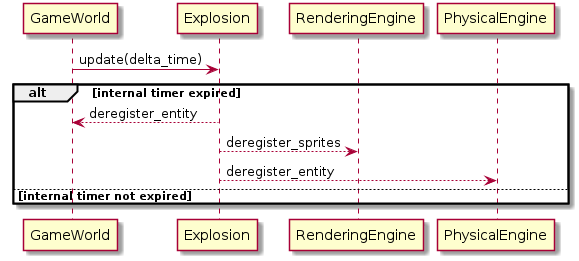 GameWorld Explosion RenderingEngine PhysicalEngine
update(delta_time)
alt [internal timer expired]
deregister_entity
deregister_sprites
deregister_entity
[internal timer not expired]
GameWorld Explosion RenderingEngine PhysicalEngine